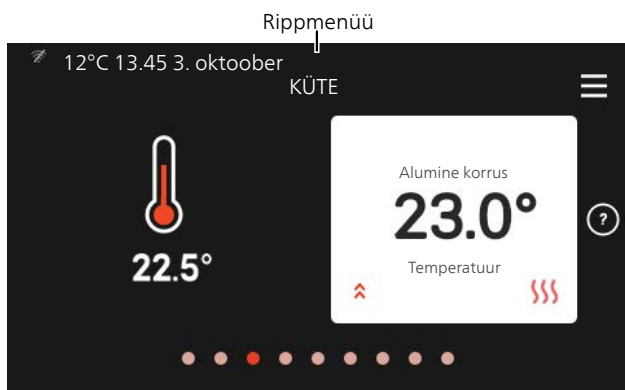 Rippmenüü
12°C 13.45 3. oktoober
KÜTE
Alumine korrus
23.0°
Temperatuur
22.5°
?